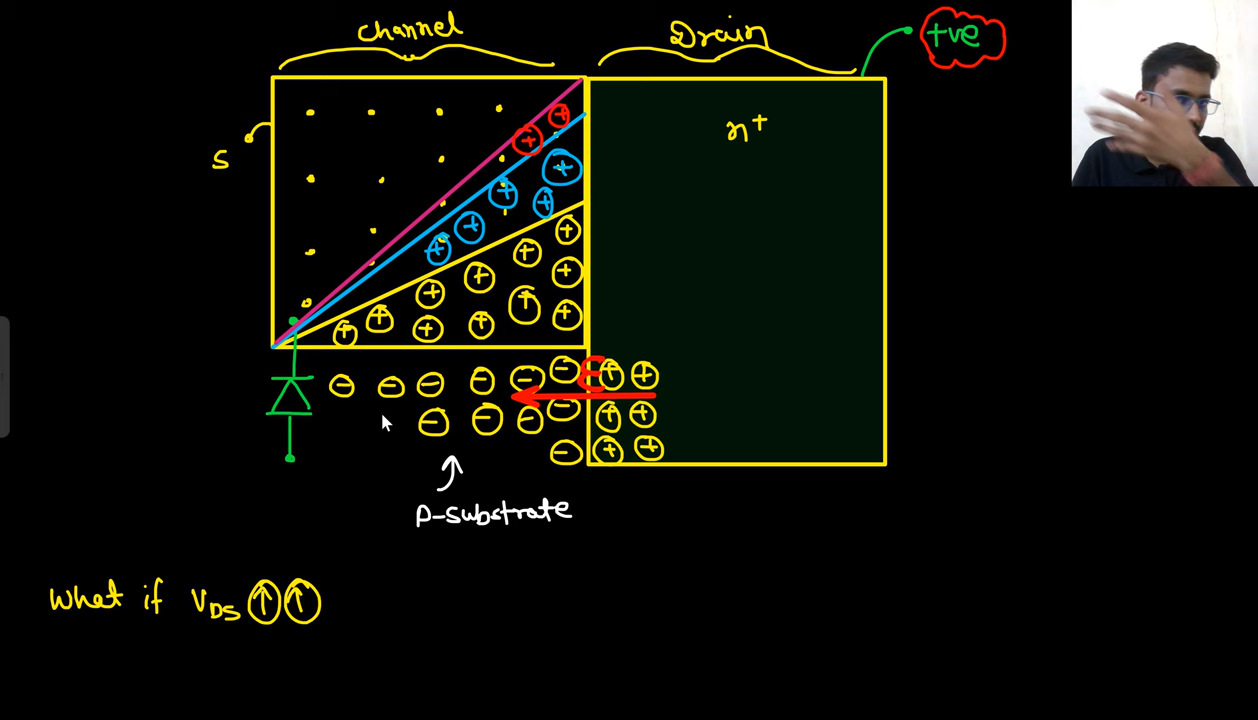 Channel
Drain
+ve
S
n+
E
P-substrate
What if VDS ↑↑